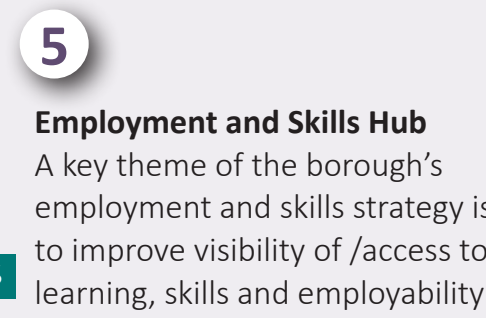 5
Employment and Skills Hub
A key theme of the borough's
employment and skills strategy is
to improve visibility of /access to
learning, skills and employability